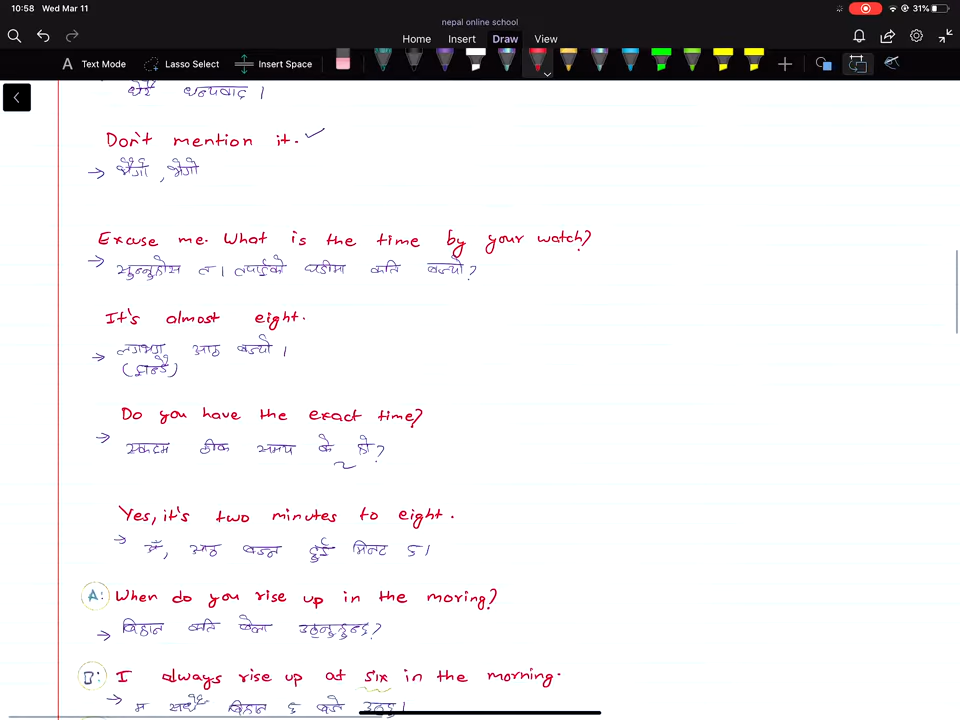 10:58 Wed Mar 11
31%
nepal online school
Home Insert Draw View
Text Mode Lasso Select Insert Space
धेरै धन्यवाद ।
Don't mention it.
→ भैगो, भैगो
Excuse me. What is the time by your watch?
→ सुन्नुहोस त । तपाईको घडीमा कति बज्यो?
It's almost eight.
→ लगभग आठ बज्यो ।
(झन्डै)
Do you have the exact time?
→ एकदम ठीक समय के हो?
Yes, it's two minutes to eight.
→ अँ, आठ बज्न दुई मिनट छ ।
A: When do you rise up in the moring?
→ बिहान कति बेला उठ्नुहुन्छ?
B: I always rise up at six in the morning.
→ म सधैँ बिहान ६ बजे उठ्छु ।